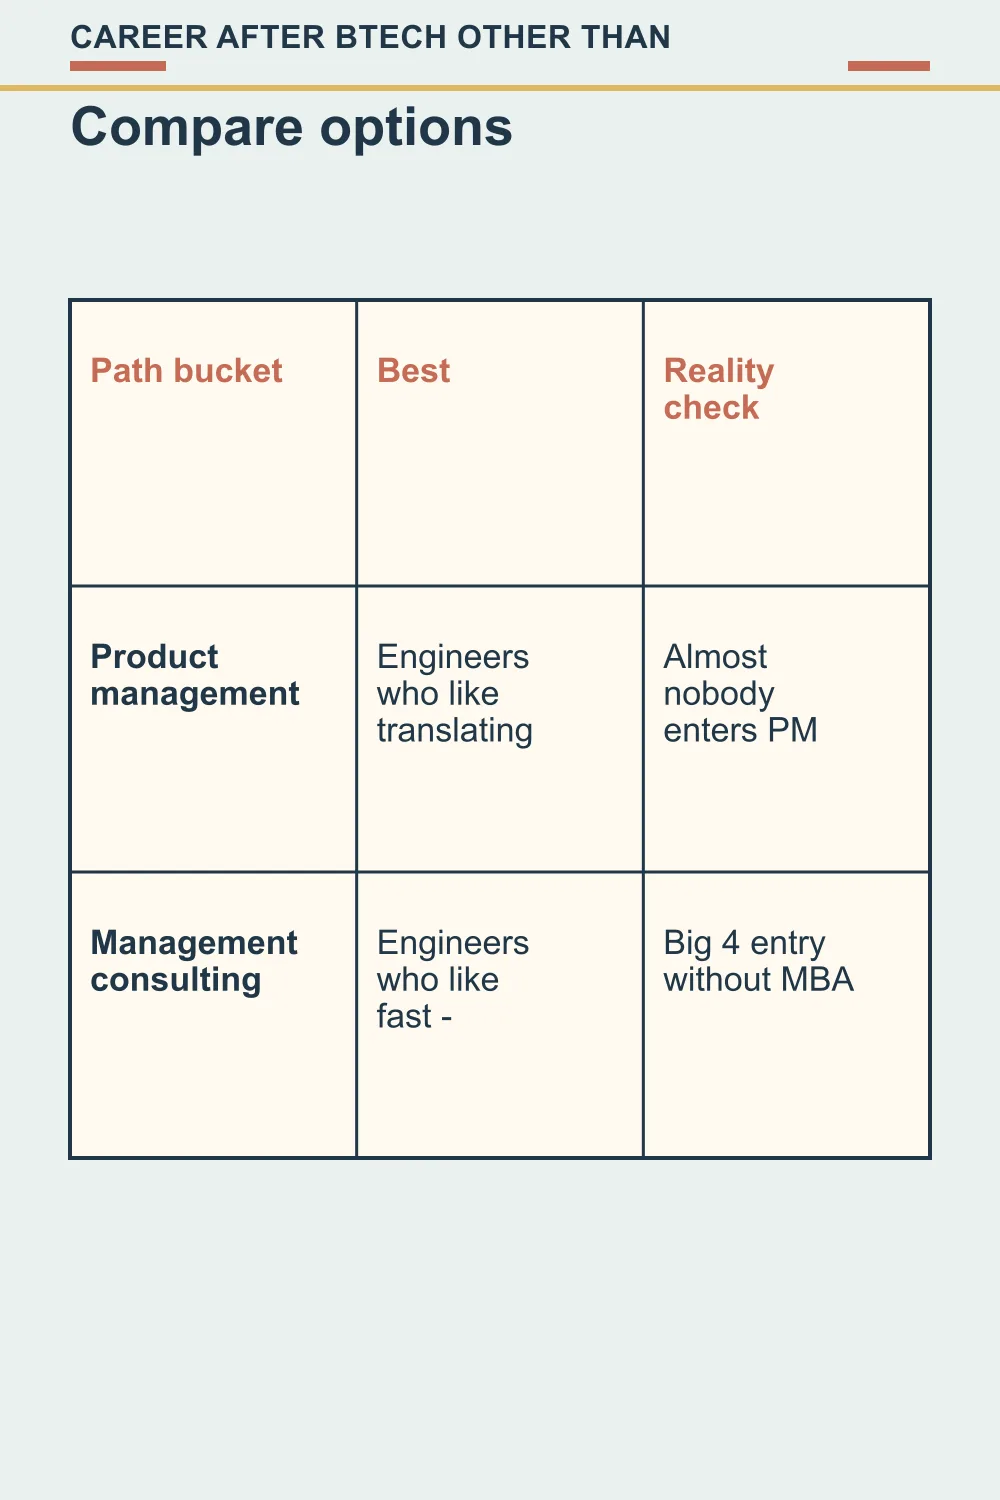 CAREER AFTER BTECH OTHER THAN
Compare options
Path bucket
Best
Reality
check
Product
management
Engineers
who like
translating
Almost
nobody
enters PM
Management
consulting
Engineers
who like
fast -
Big 4 entry
without MBA